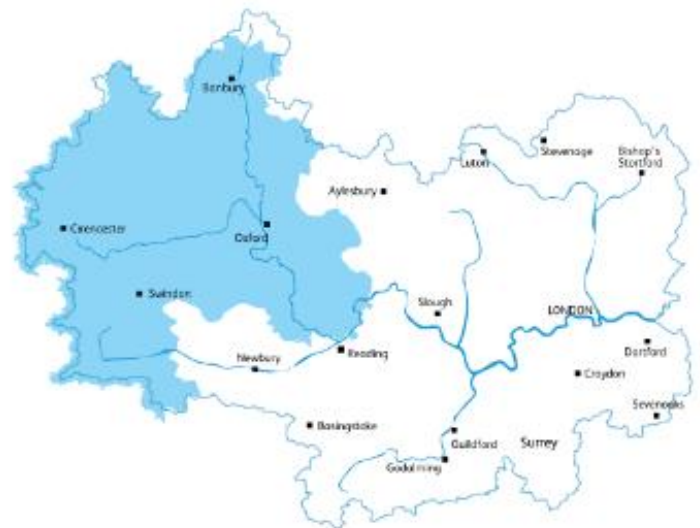 Banbury
Luton
Stevenage
Bishop's
Stortford
Aylesbury
Cirencester
Oxford
Swindon
Slough
LONDON
Newbury
Reading
Dartford
Croydon
Sevenoaks
Basingstoke
Guildford
Surrey
Godalming